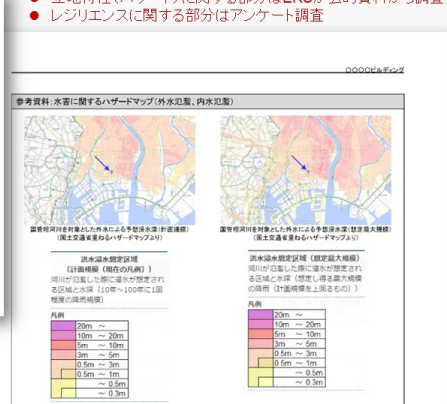 ● レジリエンスに関する部分はアンケート調査
○○○○ビルディング
参考資料:水害に関するハザードマップ(外水氾濫、内水氾濫)
国管理河川を対象とした外水による予想浸水深(計画規模)
(国土交通省重ねるハザードマップより)
国管理河川を対象とした外水による予想浸水深(想定最大規模)
(国土交通省重ねるハザードマップより)
洪水浸水想定区域
(計画規模(現在の凡例))
河川が氾濫した際に浸水が想定され
る区域と水深(10年～100年に1回
程度の降雨規模)
凡例
20m ～
10m ～ 20m
5m ～ 10m
3m ～ 5m
0.5m ～ 3m
0.5m ～ 1m
～ 0.5m
～ 0.3m
洪水浸水想定区域(想定最大規模)
河川が氾濫した際に浸水が想定され
る区域と水深(想定し得る最大規模
の降雨(計画規模を上回るもの))
凡例
20m ～
10m ～ 20m
5m ～ 10m
3m ～ 5m
0.5m ～ 3m
0.5m ～ 1m
～ 0.5m
～ 0.3m